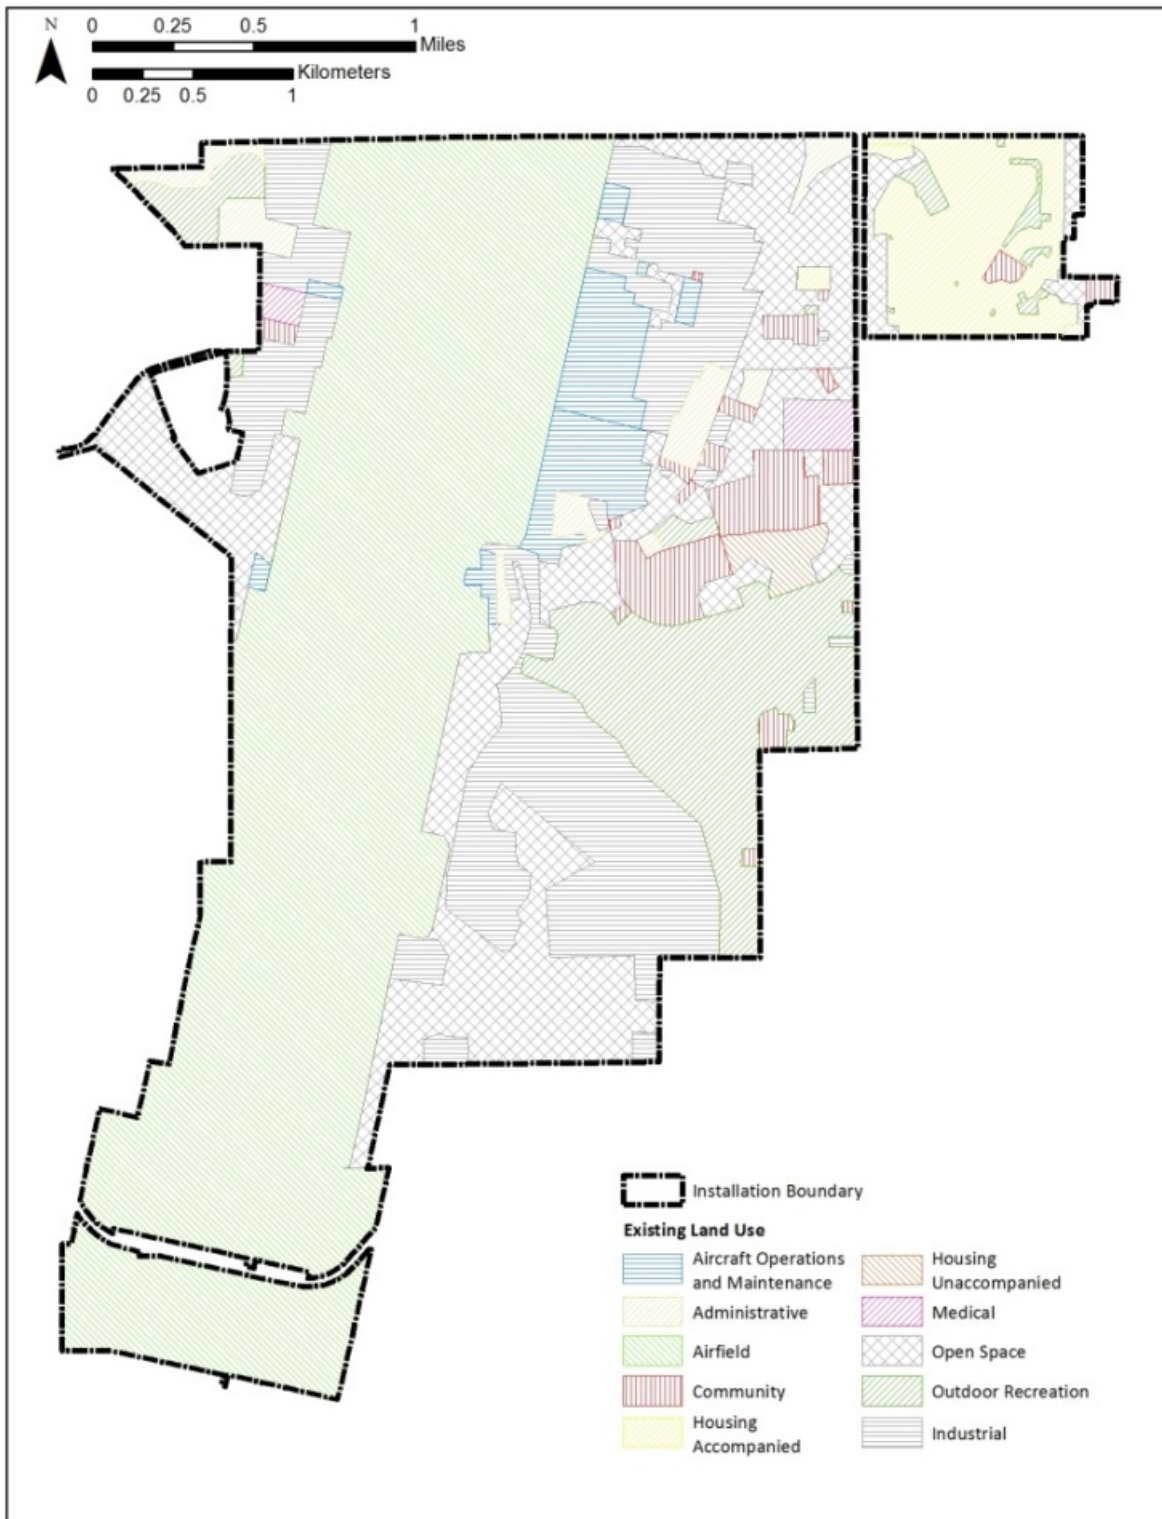 N
0 0.25 0.5 1
Miles
Kilometers
0 0.25 0.5 1
Installation Boundary
Existing Land Use
Aircraft Operations
and Maintenance
Administrative
Airfield
Community
Housing
Accompanied
Housing
Unaccompanied
Medical
Open Space
Outdoor Recreation
Industrial